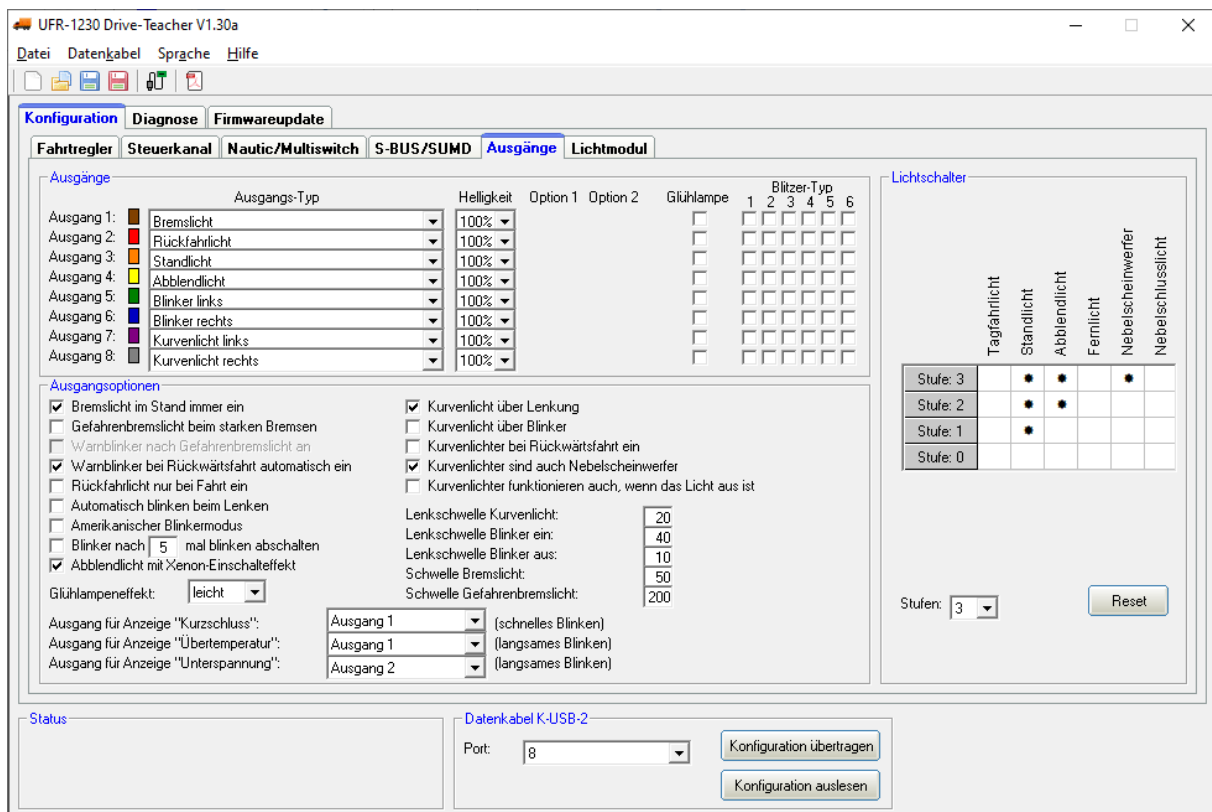 UFR-1230 Drive-Teacher V1.30a
Datei Datenkabel Sprache Hilfe
Konfiguration Diagnose Firmwareupdate
Fahrtregler Steuerkanal Nautic/Multiswitch S-BUS/SUMD Ausgänge Lichtmodul
Ausgänge
Ausgangs-Typ Helligkeit Option 1 Option 2 Glühlampe Blitzer-Typ
1 2 3 4 5 6
Ausgang 1: Bremslicht 100%
Ausgang 2: Rückfahrlicht 100%
Ausgang 3: Standlicht 100%
Ausgang 4: Abblendlicht 100%
Ausgang 5: Blinker links 100%
Ausgang 6: Blinker rechts 100%
Ausgang 7: Kurvenlicht links 100%
Ausgang 8: Kurvenlicht rechts 100%
Ausgangsoptionen
Bremslicht im Stand immer ein
Gefahrenbremslicht beim starken Bremsen
Warnblinker nach Gefahrenbremslicht an
Warnblinker bei Rückwärtsfahrt automatisch ein
Rückfahrlicht nur bei Fahrt ein
Automatisch blinken beim Lenken
Amerikanischer Blinkermodus
Blinker nach 5 mal blinken abschalten
Abblendlicht mit Xenon-Einschalteffekt
Glühlampeneffekt: leicht
Kurvenlicht über Lenkung
Kurvenlicht über Blinker
Kurvenlichter bei Rückwärtsfahrt ein
Kurvenlichter sind auch Nebelscheinwerfer
Kurvenlichter funktionieren auch, wenn das Licht aus ist
Lenkschwelle Kurvenlicht: 20
Lenkschwelle Blinker ein: 40
Lenkschwelle Blinker aus: 10
Schwelle Bremslicht: 50
Schwelle Gefahrenbremslicht: 200
Ausgang für Anzeige "Kurzschluss": Ausgang 1 (schnelles Blinken)
Ausgang für Anzeige "Übertemperatur": Ausgang 1 (langsames Blinken)
Ausgang für Anzeige "Unterspannung": Ausgang 2 (langsames Blinken)
Lichtschalter
Tagfahrlicht
Standlicht
Abblendlicht
Fernlicht
Nebelscheinwerfer
Nebelschlusslicht
Stufe: 3
Stufe: 2
Stufe: 1
Stufe: 0
Stufen: 3 Reset
Status
Datenkabel K-USB-2
Port: 8 Konfiguration übertragen
Konfiguration auslesen